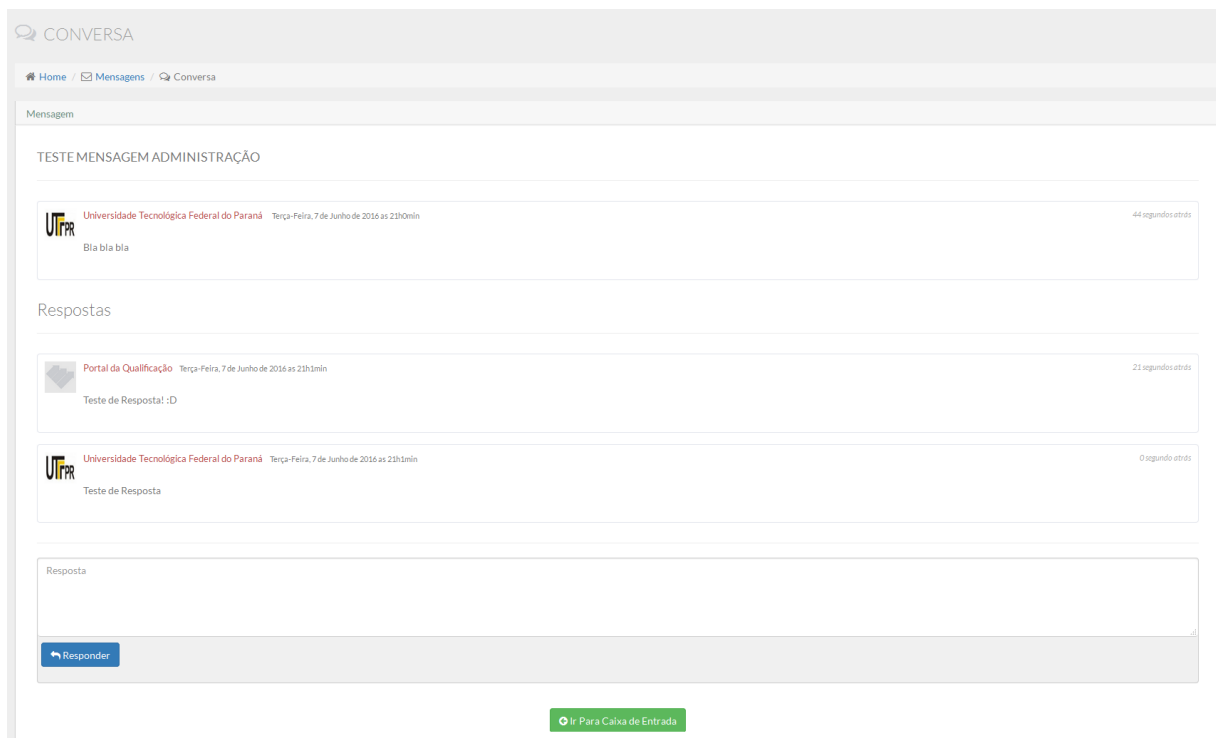 CONVERSA
Home / Mensagens / Conversa
Mensagem
TESTE MENSAGEM ADMINISTRAÇÃO
UTFPR Universidade Tecnológica Federal do Paraná Terça-Feira, 7 de Junho de 2016 as 21h0min 44 segundos atrás
Bla bla bla
Respostas
Portal da Qualificação Terça-Feira, 7 de Junho de 2016 as 21h1min 21 segundos atrás
Teste de Resposta! :D
UTFPR Universidade Tecnológica Federal do Paraná Terça-Feira, 7 de Junho de 2016 as 21h1min 0 segundo atrás
Teste de Resposta
Resposta
Responder
Ir Para Caixa de Entrada